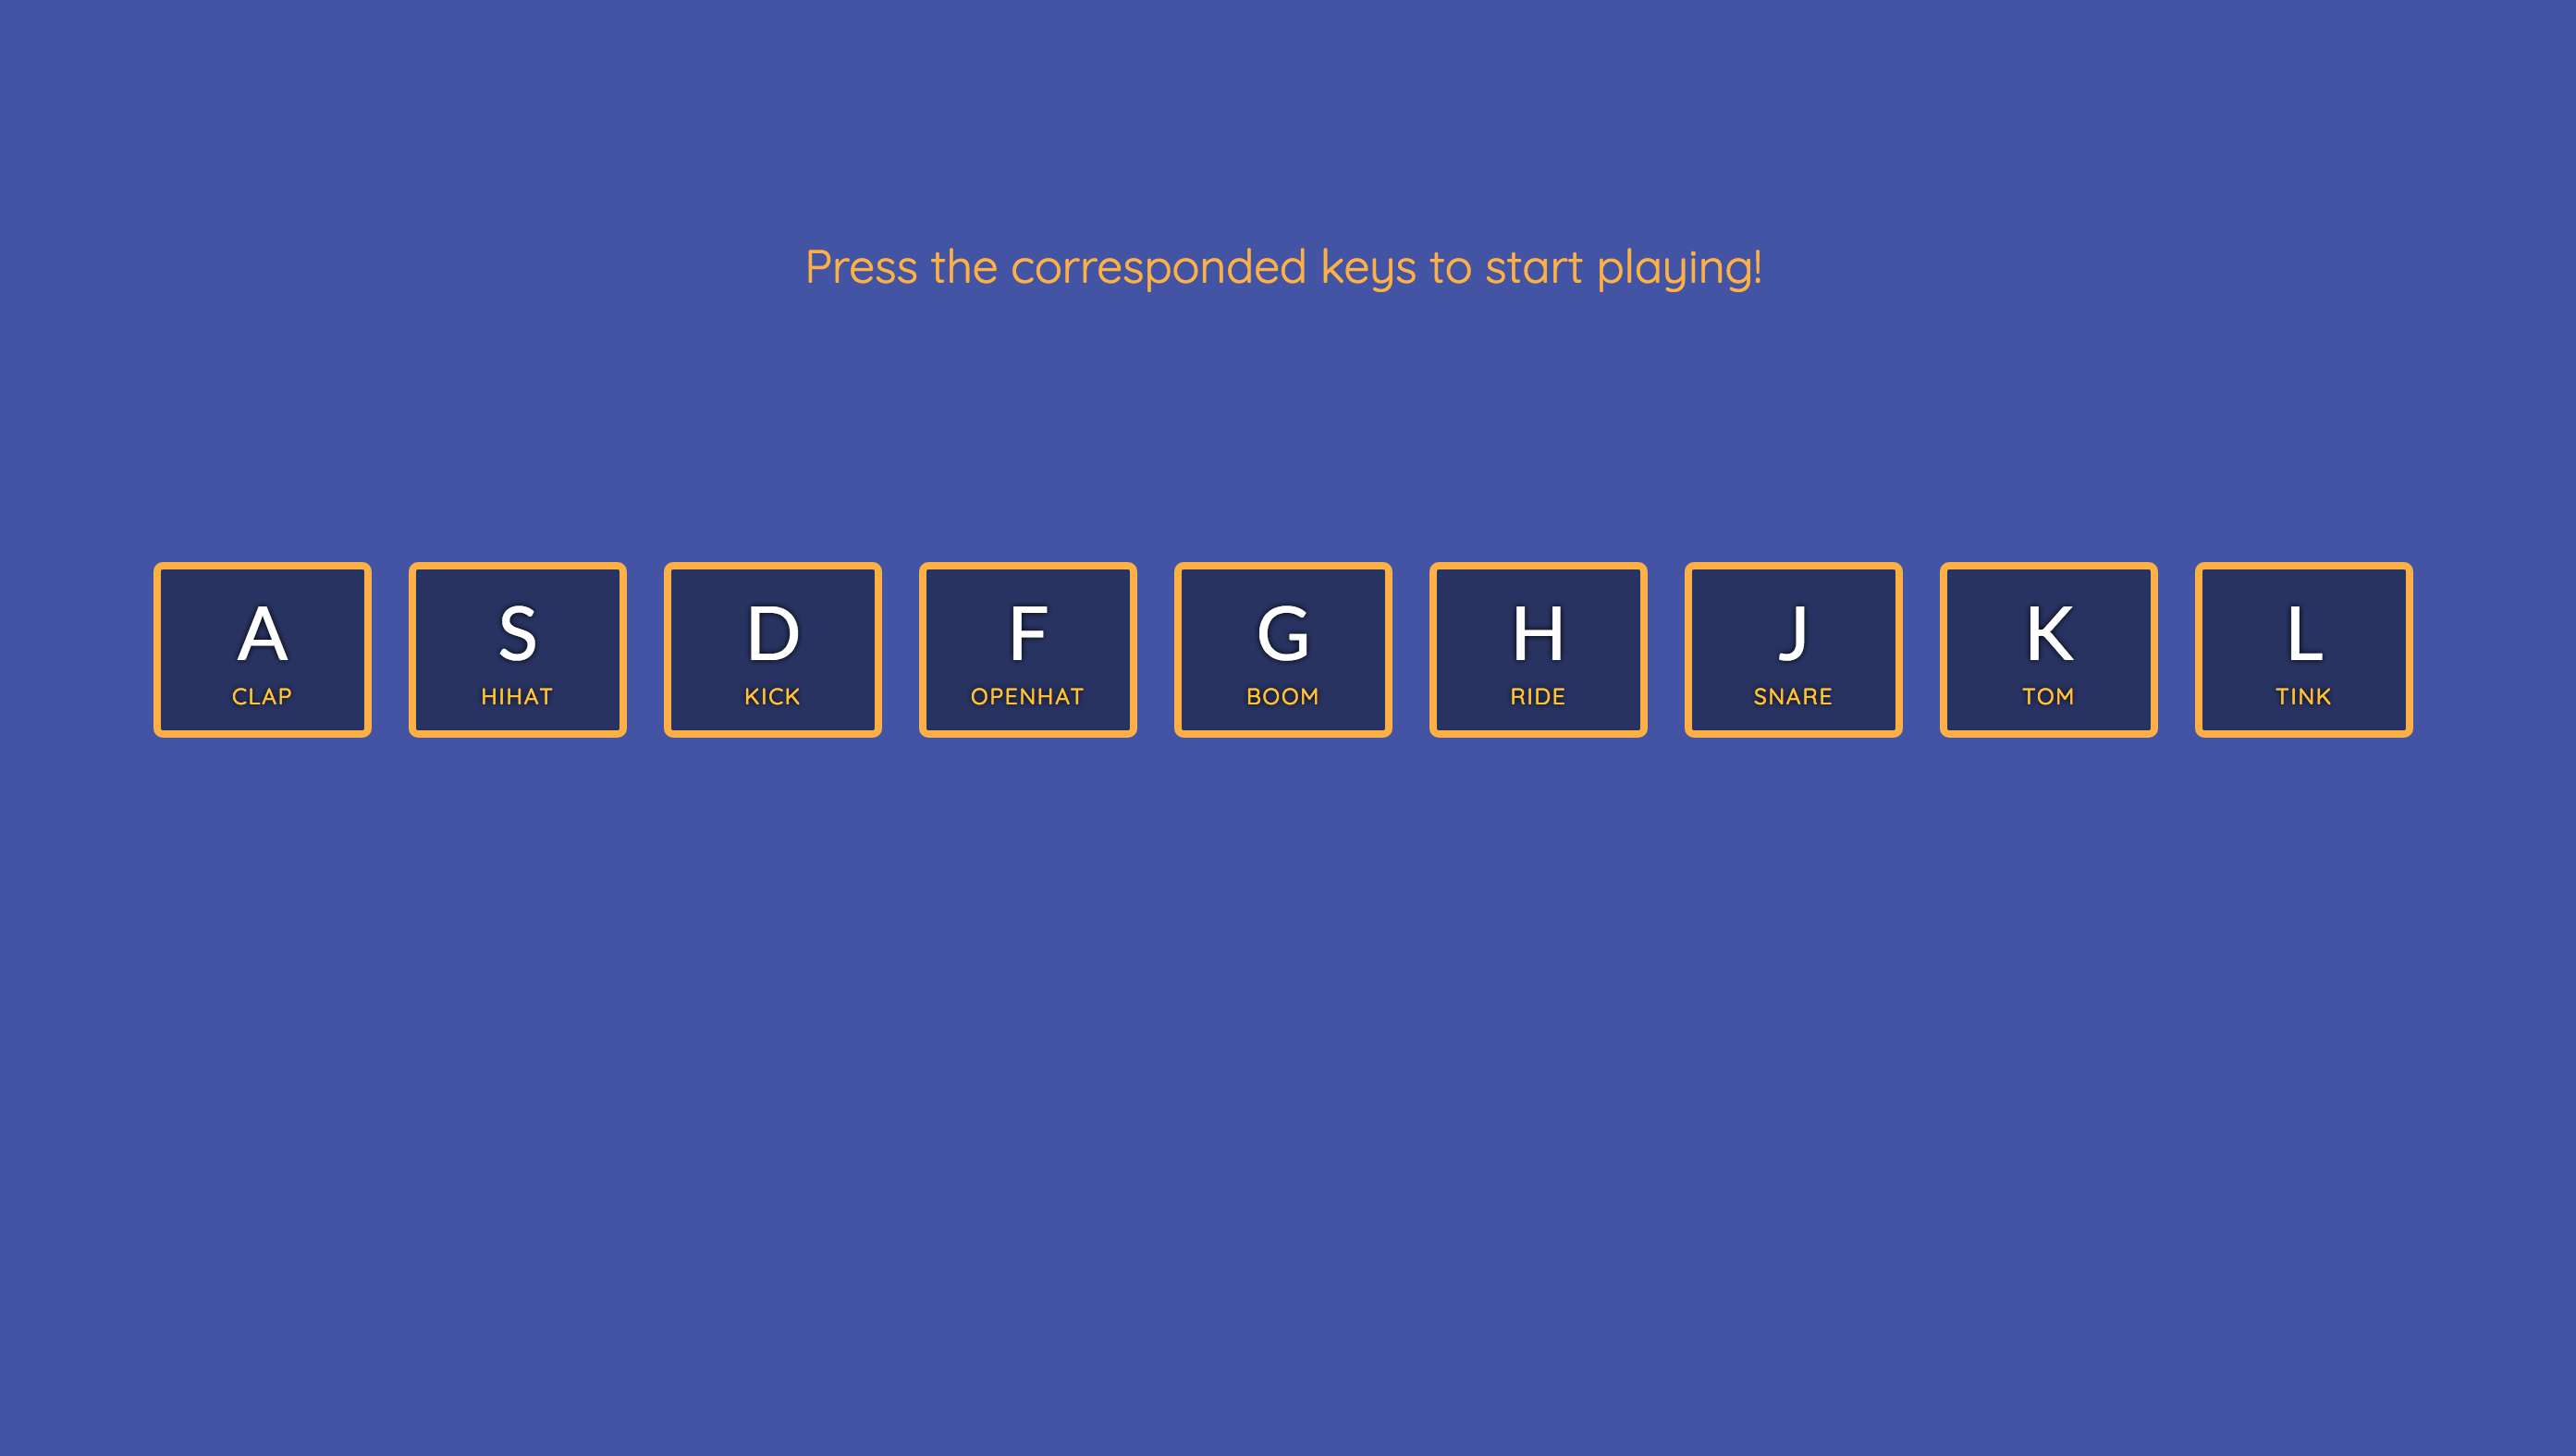 Press the corresponded keys to start playing!
A S D F G H J K L
CLAP HIHAT KICK OPENHAT BOOM RIDE SNARE TOM TINK